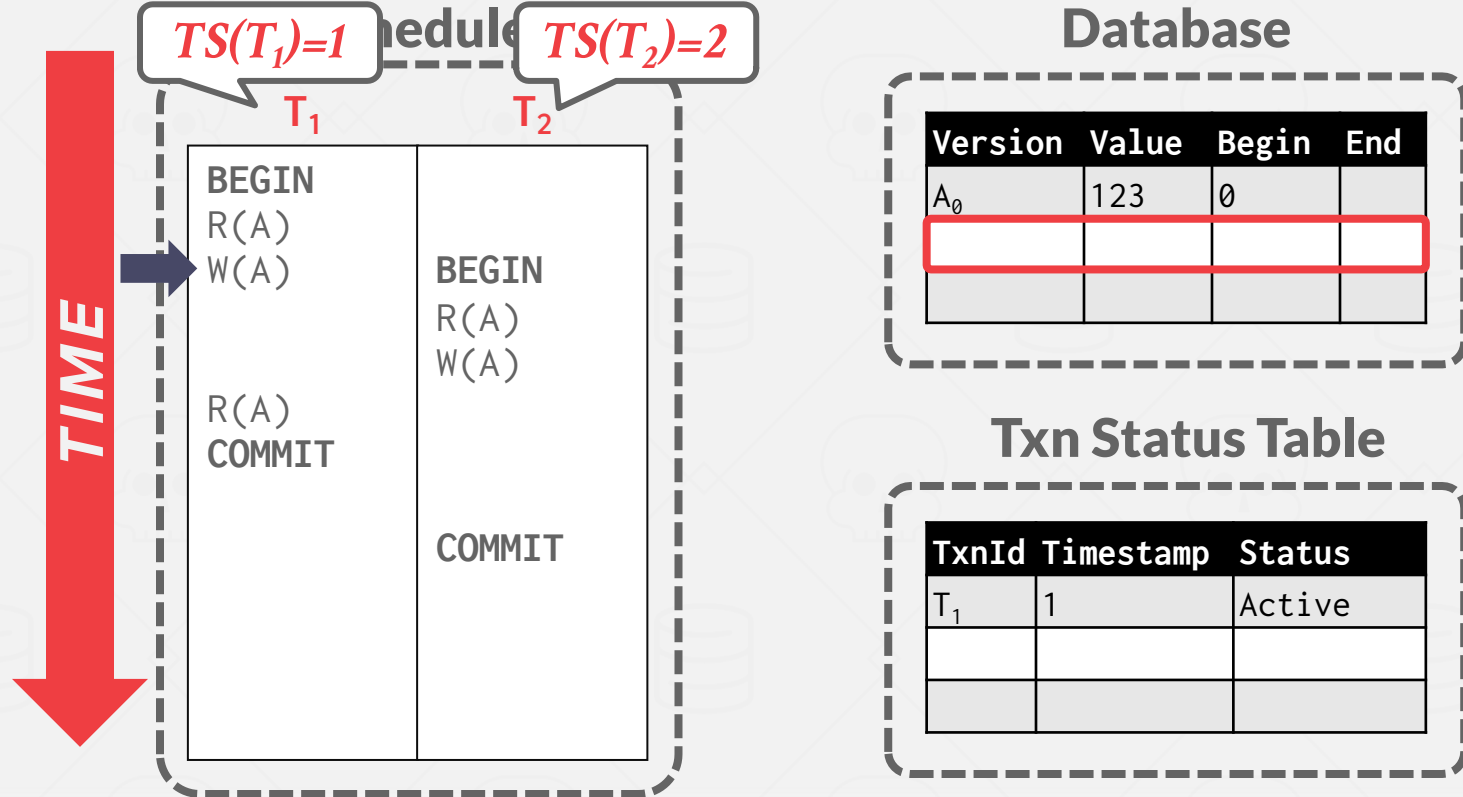 TS(T₁)=1
hedule
TS(T₂)=2
T₁ T₂
BEGIN
R(A)
W(A) BEGIN
R(A)
W(A)
R(A)
COMMIT
COMMIT
TIME
Database
Version Value Begin End
A₀ 123 0
Txn Status Table
TxnId Timestamp Status
T₁ 1 Active